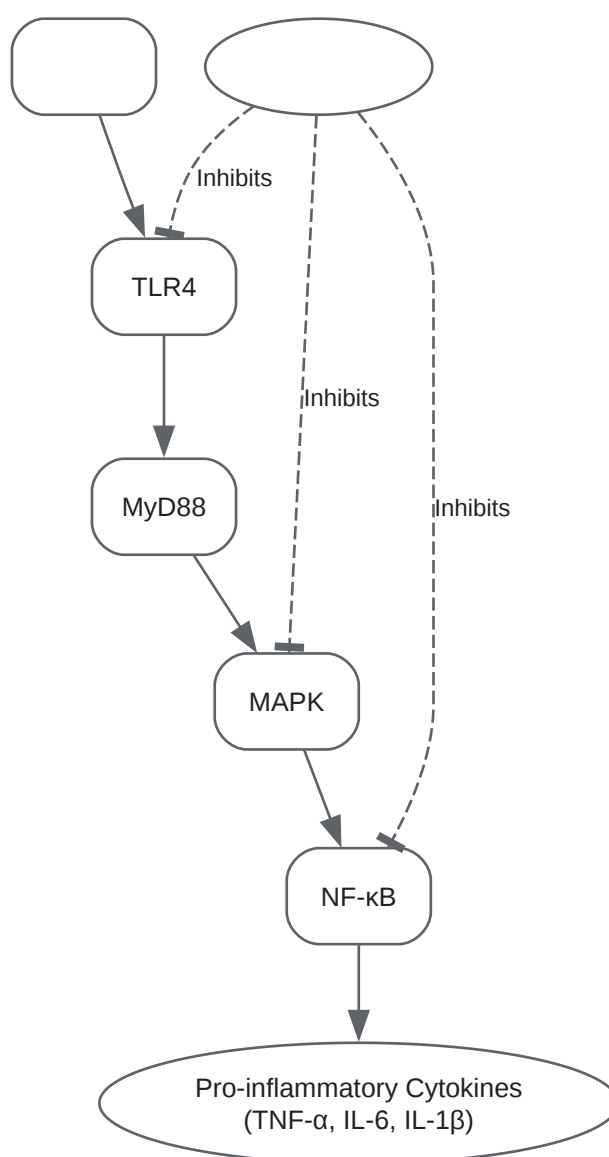 Inhibits
TLR4
Inhibits
MyD88
Inhibits
MAPK
NF-κB
Pro-inflammatory Cytokines
(TNF-α, IL-6, IL-1β)